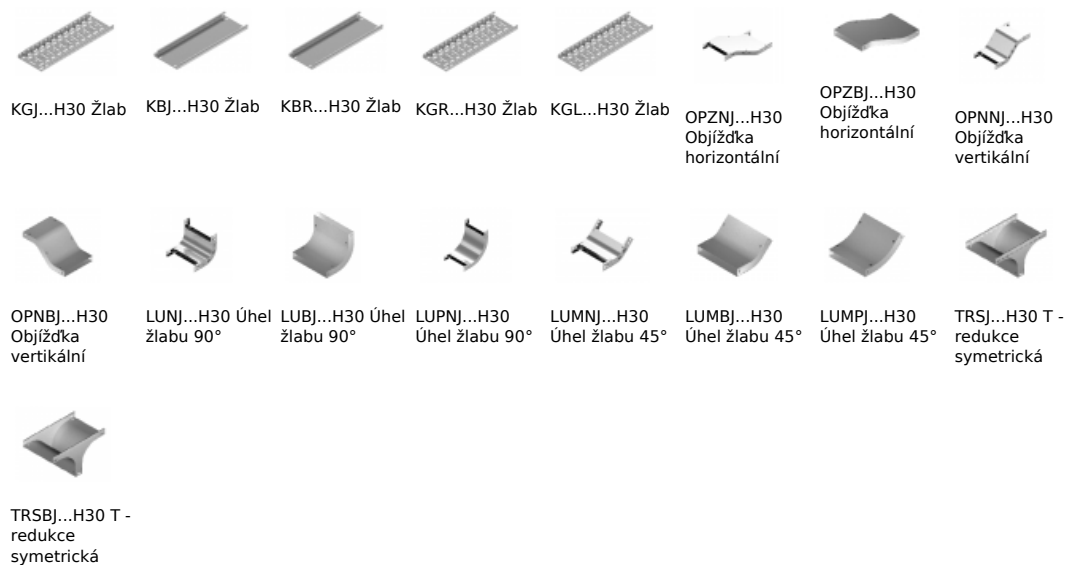 KGJ...H30 Žlab
KBJ...H30 Žlab
KBR...H30 Žlab
KGR...H30 Žlab
KGL...H30 Žlab
OPZNJ...H30
Objížďka
horizontální
OPZBJ...H30
Objížďka
horizontální
OPNNJ...H30
Objížďka
vertikální
OPNBJ...H30
Objížďka
vertikální
LUNJ...H30 Úhel
žlabu 90°
LUBJ...H30 Úhel
žlabu 90°
LUPNJ...H30
Úhel žlabu 90°
LUMNJ...H30
Úhel žlabu 45°
LUMBJ...H30
Úhel žlabu 45°
LUMPJ...H30
Úhel žlabu 45°
TRSJ...H30 T -
redukce
symetrická
TRSBJ...H30 T -
redukce
symetrická